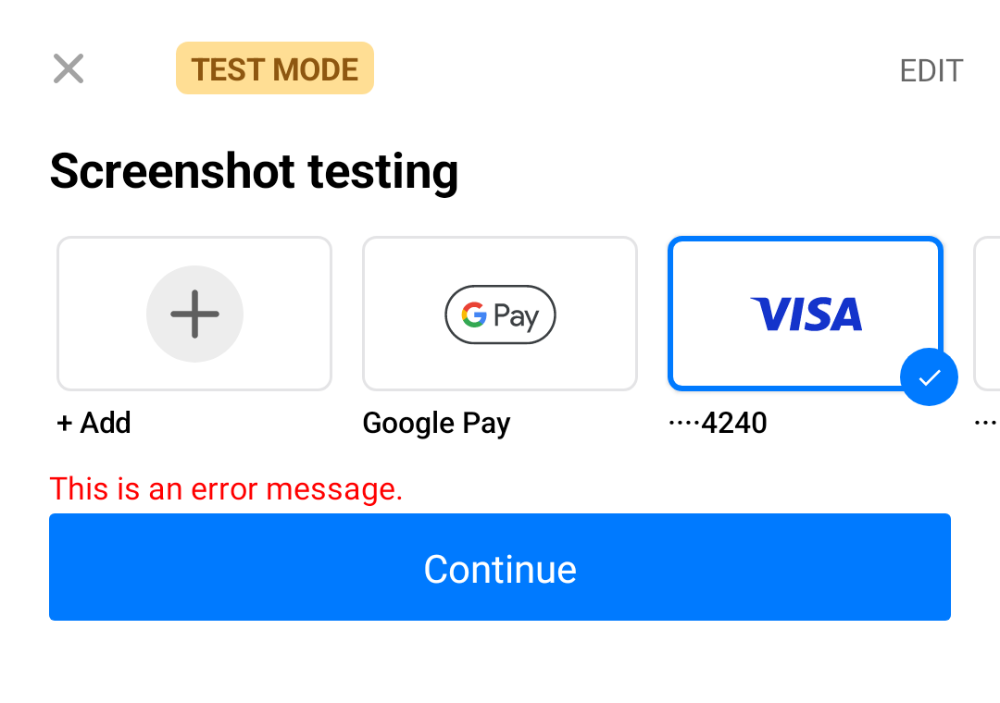 TEST MODE
EDIT
Screenshot testing
G Pay
VISA
+ Add
Google Pay
····4240
···
This is an error message.
Continue